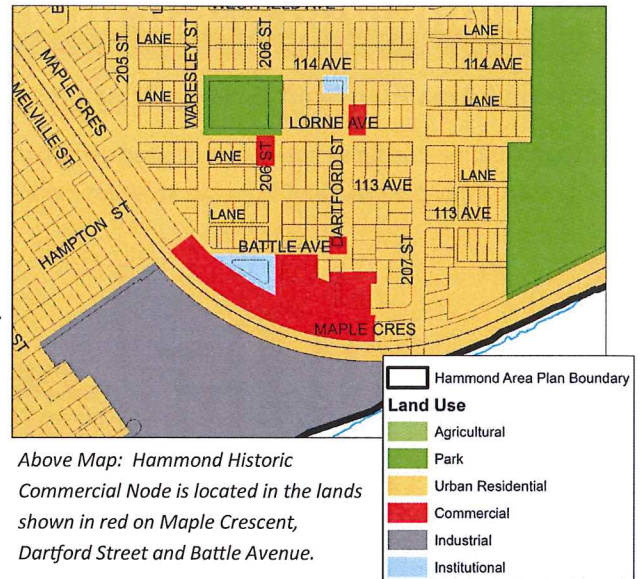 WESTFIELD AVE
LANE
205 ST
WARESLEY ST
206 ST
LANE
114 AVE
114 AVE
MAPLE CRES
MELVILLE ST
LANE
LANE
LORNE AVE
LANE
206 ST
DARTFORD ST
113 AVE
LANE
HAMPTON ST
LANE
113 AVE
BATTLE AVE
207 ST
ST
MAPLE CRES
Hammond Area Plan Boundary
Land Use
Agricultural
Park
Urban Residential
Commercial
Industrial
Institutional
Above Map: Hammond Historic
Commercial Node is located in the lands
shown in red on Maple Crescent,
Dartford Street and Battle Avenue.